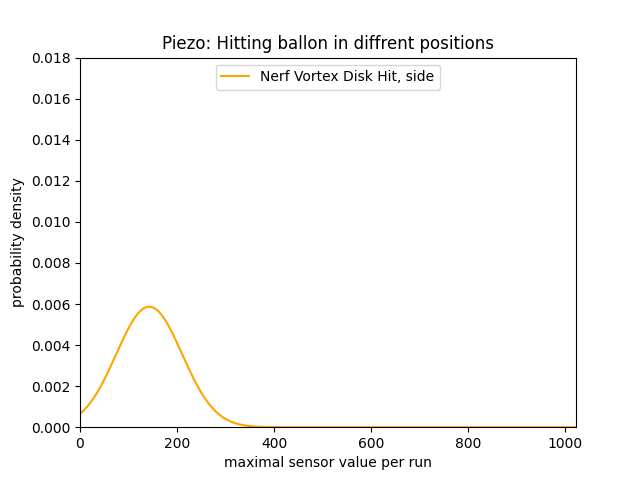 Piezo: Hitting ballon in diffrent positions
Nerf Vortex Disk Hit, side
0.018
0.016
0.014
0.012
0.010
0.008
0.006
0.004
0.002
0.000
probability density
0 200 400 600 800 1000
maximal sensor value per run